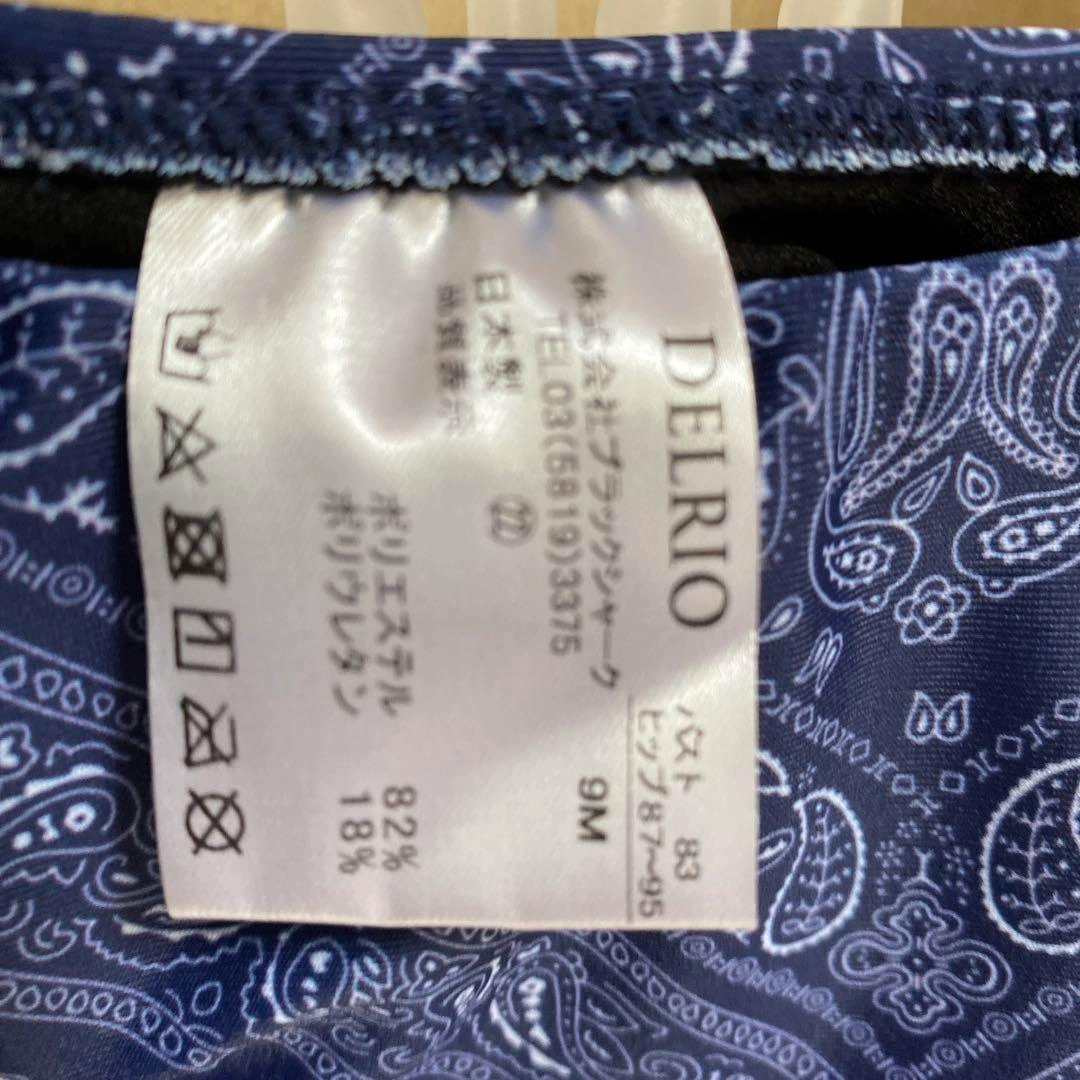 DELRIO
株式会社ブラックシャーク
TEL03(5819)3375
日本製
㉒
品質表示
ポリエステル 82%
ポリウレタン 18%
バスト 83
ヒップ87〜95
9M